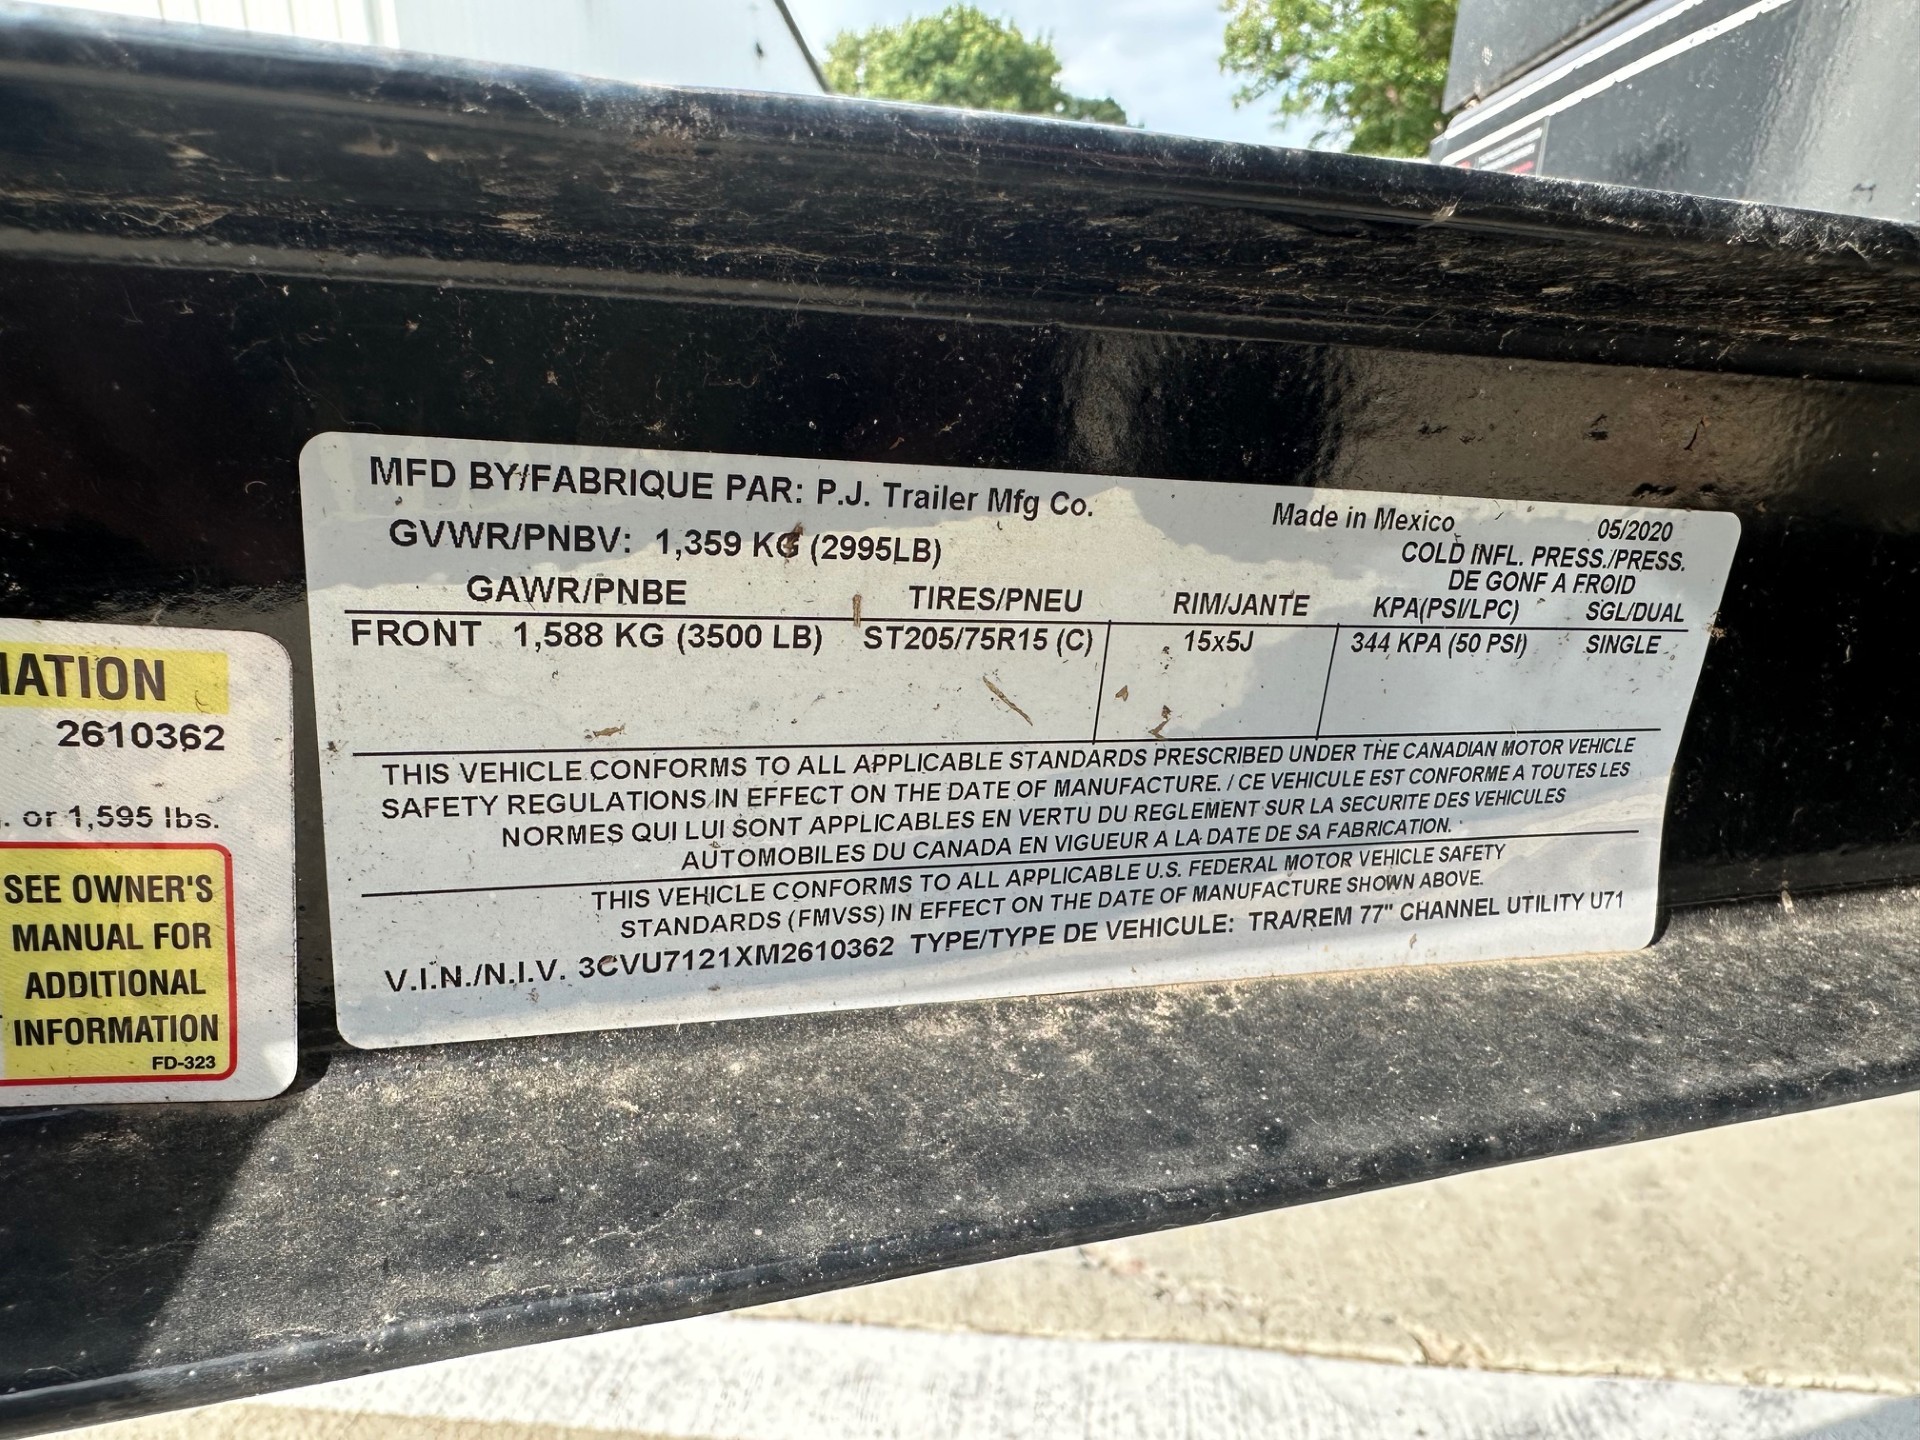 MFD BY/FABRIQUE PAR: P.J. Trailer Mfg Co.
Made in Mexico 05/2020
GVWR/PNBV: 1,359 KG (2995LB)
COLD INFL. PRESS./PRESS.
DE GONF A FROID
GAWR/PNBE TIRES/PNEU RIM/JANTE KPA(PSI/LPC) SGL/DUAL
FRONT 1,588 KG (3500 LB) ST205/75R15 (C) 15x5J 344 KPA (50 PSI) SINGLE
THIS VEHICLE CONFORMS TO ALL APPLICABLE STANDARDS PRESCRIBED UNDER THE CANADIAN MOTOR VEHICLE
SAFETY REGULATIONS IN EFFECT ON THE DATE OF MANUFACTURE. / CE VEHICULE EST CONFORME A TOUTES LES
NORMES QUI LUI SONT APPLICABLES EN VERTU DU REGLEMENT SUR LA SECURITE DES VEHICULES
AUTOMOBILES DU CANADA EN VIGUEUR A LA DATE DE SA FABRICATION.
THIS VEHICLE CONFORMS TO ALL APPLICABLE U.S. FEDERAL MOTOR VEHICLE SAFETY
STANDARDS (FMVSS) IN EFFECT ON THE DATE OF MANUFACTURE SHOWN ABOVE.
V.I.N./N.I.V. 3CVU7121XM2610362 TYPE/TYPE DE VEHICULE: TRA/REM 77" CHANNEL UTILITY U71
MATION
2610362
. or 1,595 lbs.
SEE OWNER'S
MANUAL FOR
ADDITIONAL
INFORMATION
FD-323